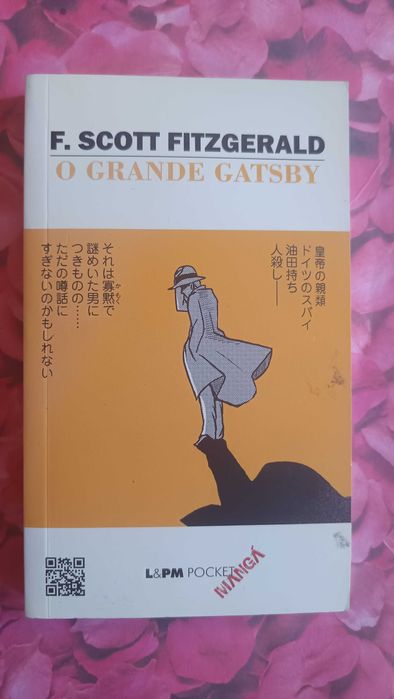 F. SCOTT FITZGERALD
O GRANDE GATSBY
皇帝の親類
ドイツのスパイ
油田持ち
人殺し——
それは寡黙で
かもく
謎めいた男に
つきものの……
ただの噂話に
すぎないのかもしれない
L&PM POCKET
MANGÁ